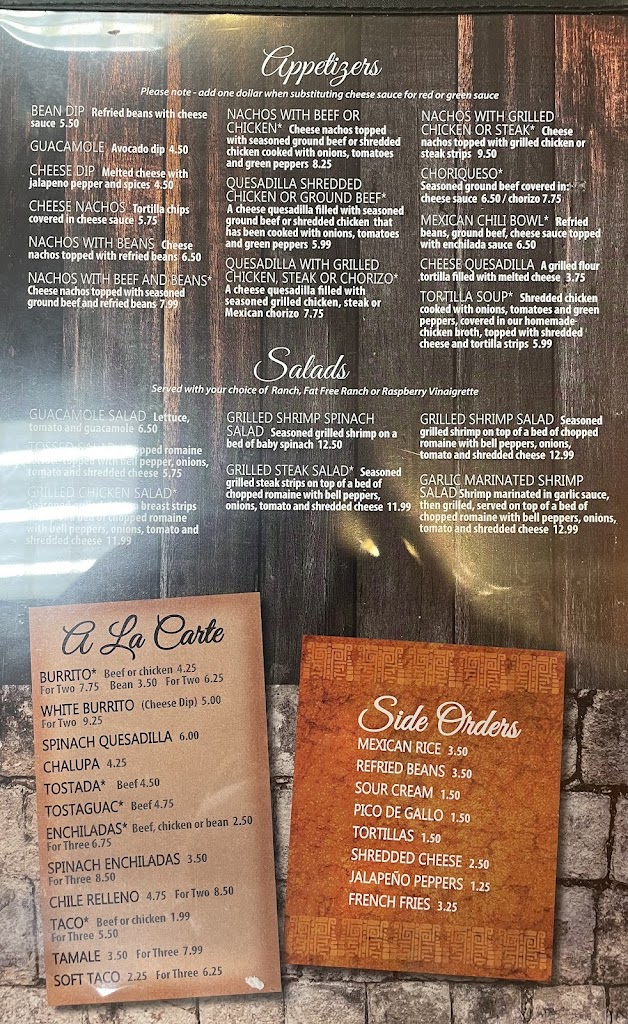 Appetizers
Please note - add one dollar when substituting cheese sauce for red or green sauce
BEAN DIP Refried beans with cheese
sauce 5.50
GUACAMOLE Avocado dip 4.50
CHEESE DIP Melted cheese with
jalapeno pepper and spices 4.50
CHEESE NACHOS Tortilla chips
covered in cheese sauce 5.75
NACHOS WITH BEANS Cheese
nachos topped with refried beans 6.50
NACHOS WITH BEEF AND BEANS*
Cheese nachos topped with seasoned
ground beef and refried beans 7.99
NACHOS WITH BEEF OR
CHICKEN* Cheese nachos topped
with seasoned ground beef or shredded
chicken cooked with onions, tomatoes
and green peppers 8.25
QUESADILLA SHREDDED
CHICKEN OR GROUND BEEF*
A cheese quesadilla filled with seasoned
ground beef or shredded chicken that
has been cooked with onions, tomatoes
and green peppers 5.99
QUESADILLA WITH GRILLED
CHICKEN, STEAK OR CHORIZO*
A cheese quesadilla filled with
seasoned grilled chicken, steak or
Mexican chorizo 7.75
NACHOS WITH GRILLED
CHICKEN OR STEAK* Cheese
nachos topped with grilled chicken or
steak strips 9.50
CHORIQUESO*
Seasoned ground beef covered in:
cheese sauce 6.50 / chorizo 7.75
MEXICAN CHILI BOWL* Refried
beans, ground beef, cheese sauce topped
with enchilada sauce 6.50
CHEESE QUESADILLA A grilled flour
tortilla filled with melted cheese 3.75
TORTILLA SOUP* Shredded chicken
cooked with onions, tomatoes and green
peppers, covered in our homemade
chicken broth, topped with shredded
cheese and tortilla strips 5.99
Salads
Served with your choice of Ranch, Fat Free Ranch or Raspberry Vinaigrette
GUACAMOLE SALAD Lettuce,
tomato and guacamole 6.50
TOSSED SALAD chopped romaine
topped with bell pepper, onions,
tomato and shredded cheese 5.75
GRILLED CHICKEN SALAD*
breast strips
bed of chopped romaine
with bell peppers, onions, tomato and
shredded cheese 11.99
GRILLED SHRIMP SPINACH
SALAD Seasoned grilled shrimp on a
bed of baby spinach 12.50
GRILLED STEAK SALAD* Seasoned
grilled steak strips on top of a bed of
chopped romaine with bell peppers,
onions, tomato and shredded cheese 11.99
GRILLED SHRIMP SALAD Seasoned
grilled shrimp on top of a bed of chopped
romaine with bell peppers, onions,
tomato and shredded cheese 12.99
GARLIC MARINATED SHRIMP
SALAD Shrimp marinated in garlic sauce,
then grilled, served on top of a bed of
chopped romaine with bell peppers, onions,
tomato and shredded cheese 12.99
A La Carte
BURRITO* Beef or chicken 4.25
For Two 7.75 Bean 3.50 For Two 6.25
WHITE BURRITO (Cheese Dip) 5.00
For Two 9.25
SPINACH QUESADILLA 6.00
CHALUPA 4.25
TOSTADA* Beef 4.50
TOSTAGUAC* Beef 4.75
ENCHILADAS* Beef, chicken or bean 2.50
For Three 6.75
SPINACH ENCHILADAS 3.50
For Three 8.50
CHILE RELLENO 4.75 For Two 8.50
TACO* Beef or chicken 1.99
For Three 5.50
TAMALE 3.50 For Three 7.99
SOFT TACO 2.25 For Three 6.25
Side Orders
MEXICAN RICE 3.50
REFRIED BEANS 3.50
SOUR CREAM 1.50
PICO DE GALLO 1.50
TORTILLAS 1.50
SHREDDED CHEESE 2.50
JALAPEÑO PEPPERS 1.25
FRENCH FRIES 3.25